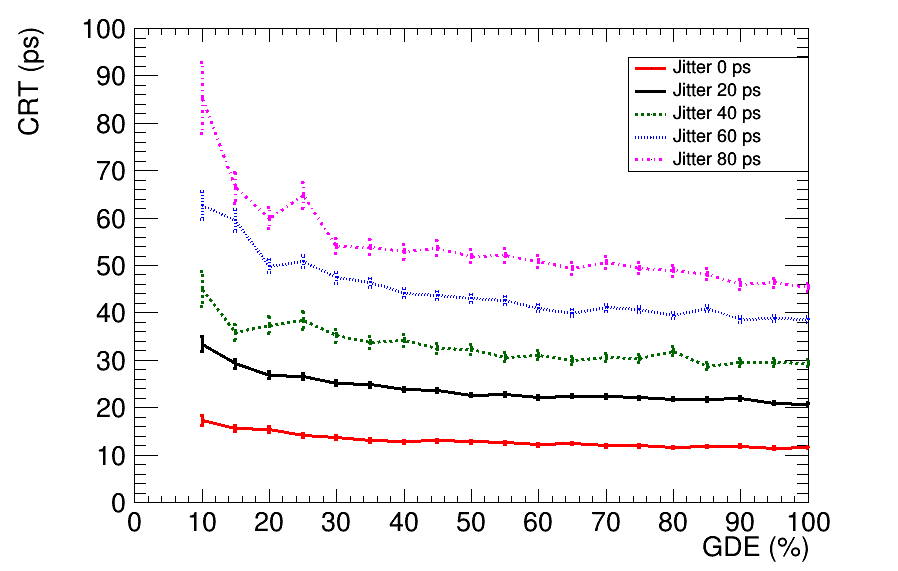 CRT (ps)
100
90
80
70
60
50
40
30
20
10
0
Jitter 0 ps
Jitter 20 ps
Jitter 40 ps
Jitter 60 ps
Jitter 80 ps
0 10 20 30 40 50 60 70 80 90 100
GDE (%)